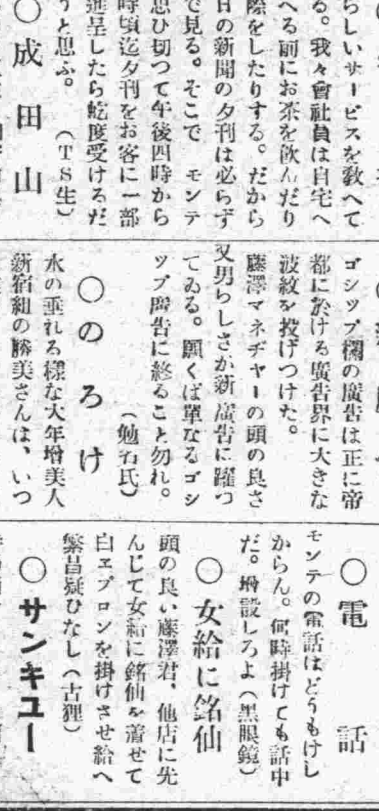 らしいサービスを教へて
る。我々會社員は自宅へ
へる前にお茶を飲んだり
際をしたりする。だから
日の新聞の夕刊は必らず
で見る。そこで モンテ
思ひ切つて午後四時から
時頃迄夕刊をお客に一部
進呈したら屹度受けるだ
うと思ふ。 （ＴＳ生）
○成田山
ゴシップ欄の廣告は正に帝
都に於ける廣告界に大きな
波紋を投げつけた。
藤澤マネヂャーの頭の良さ
又男らしさが新廣告に躍つ
てゐる。願くば單なるゴシ
ップ廣告に終ること勿れ。
（勉石氏）
○のろけ
水の垂れる様な大年増美人
新宿組の勝美さんは、いつ
○電話
モンテの電話はどうもけし
からん。何時掛けても話中
だ。増設しろよ（黒眼鏡）
○女給に銘仙
頭の良い藤澤君、他店に先
んじて女給に銘仙を着せて
白エプロンを掛けさせ給へ
繁昌疑ひなし（古狸）
○サンキユー